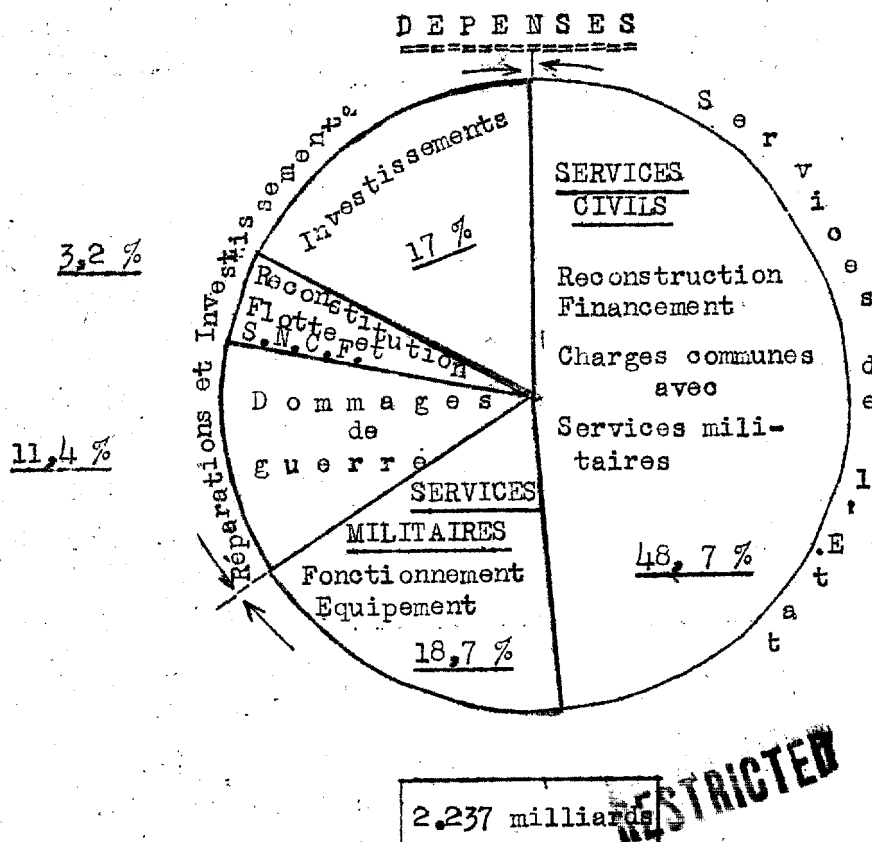 DEPENSES
Réparations et Investissements
Services de l'Etat
Investissements
17 %
3,2 %
Reconstitution
Flotte et
S.N.C.F.
11,4 %
Dommages
de
guerre
SERVICES
MILITAIRES
Fonctionnement
Equipement
18,7 %
SERVICES
CIVILS
Reconstruction
Financement
Charges communes
avec
Services mili-
taires
48, 7 %
2.237 milliards
RESTRICTED